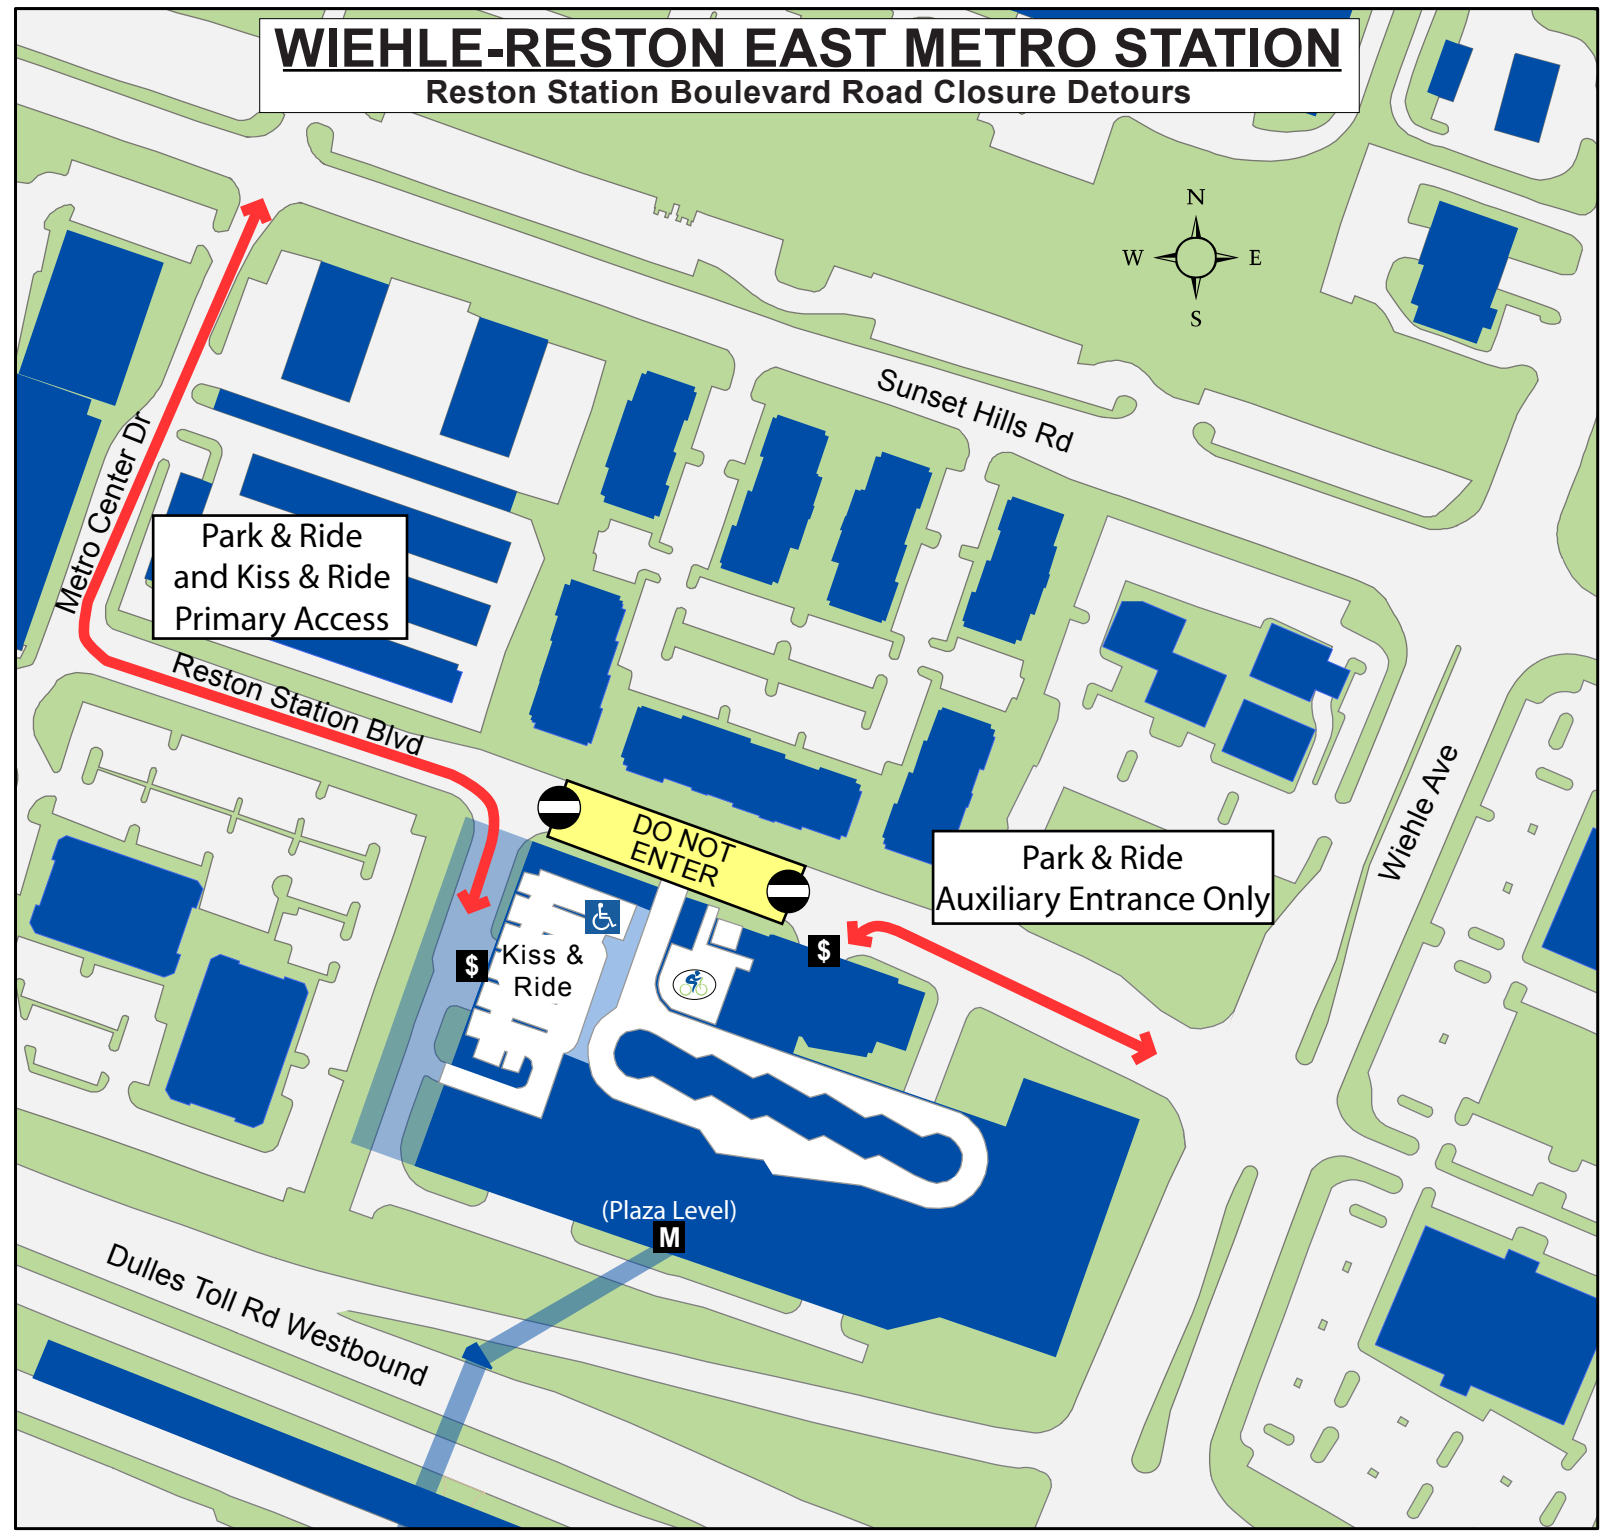 WIEHLE-RESTON EAST METRO STATION
Reston Station Boulevard Road Closure Detours
N
W
E
S
Sunset Hills Rd
Metro Center Dr
Park & Ride
and Kiss & Ride
Primary Access
Reston Station Blvd
DO NOT
ENTER
Wiehle Ave
Park & Ride
Auxiliary Entrance Only
$
Kiss &
Ride
$
(Plaza Level)
M
Dulles Toll Rd Westbound